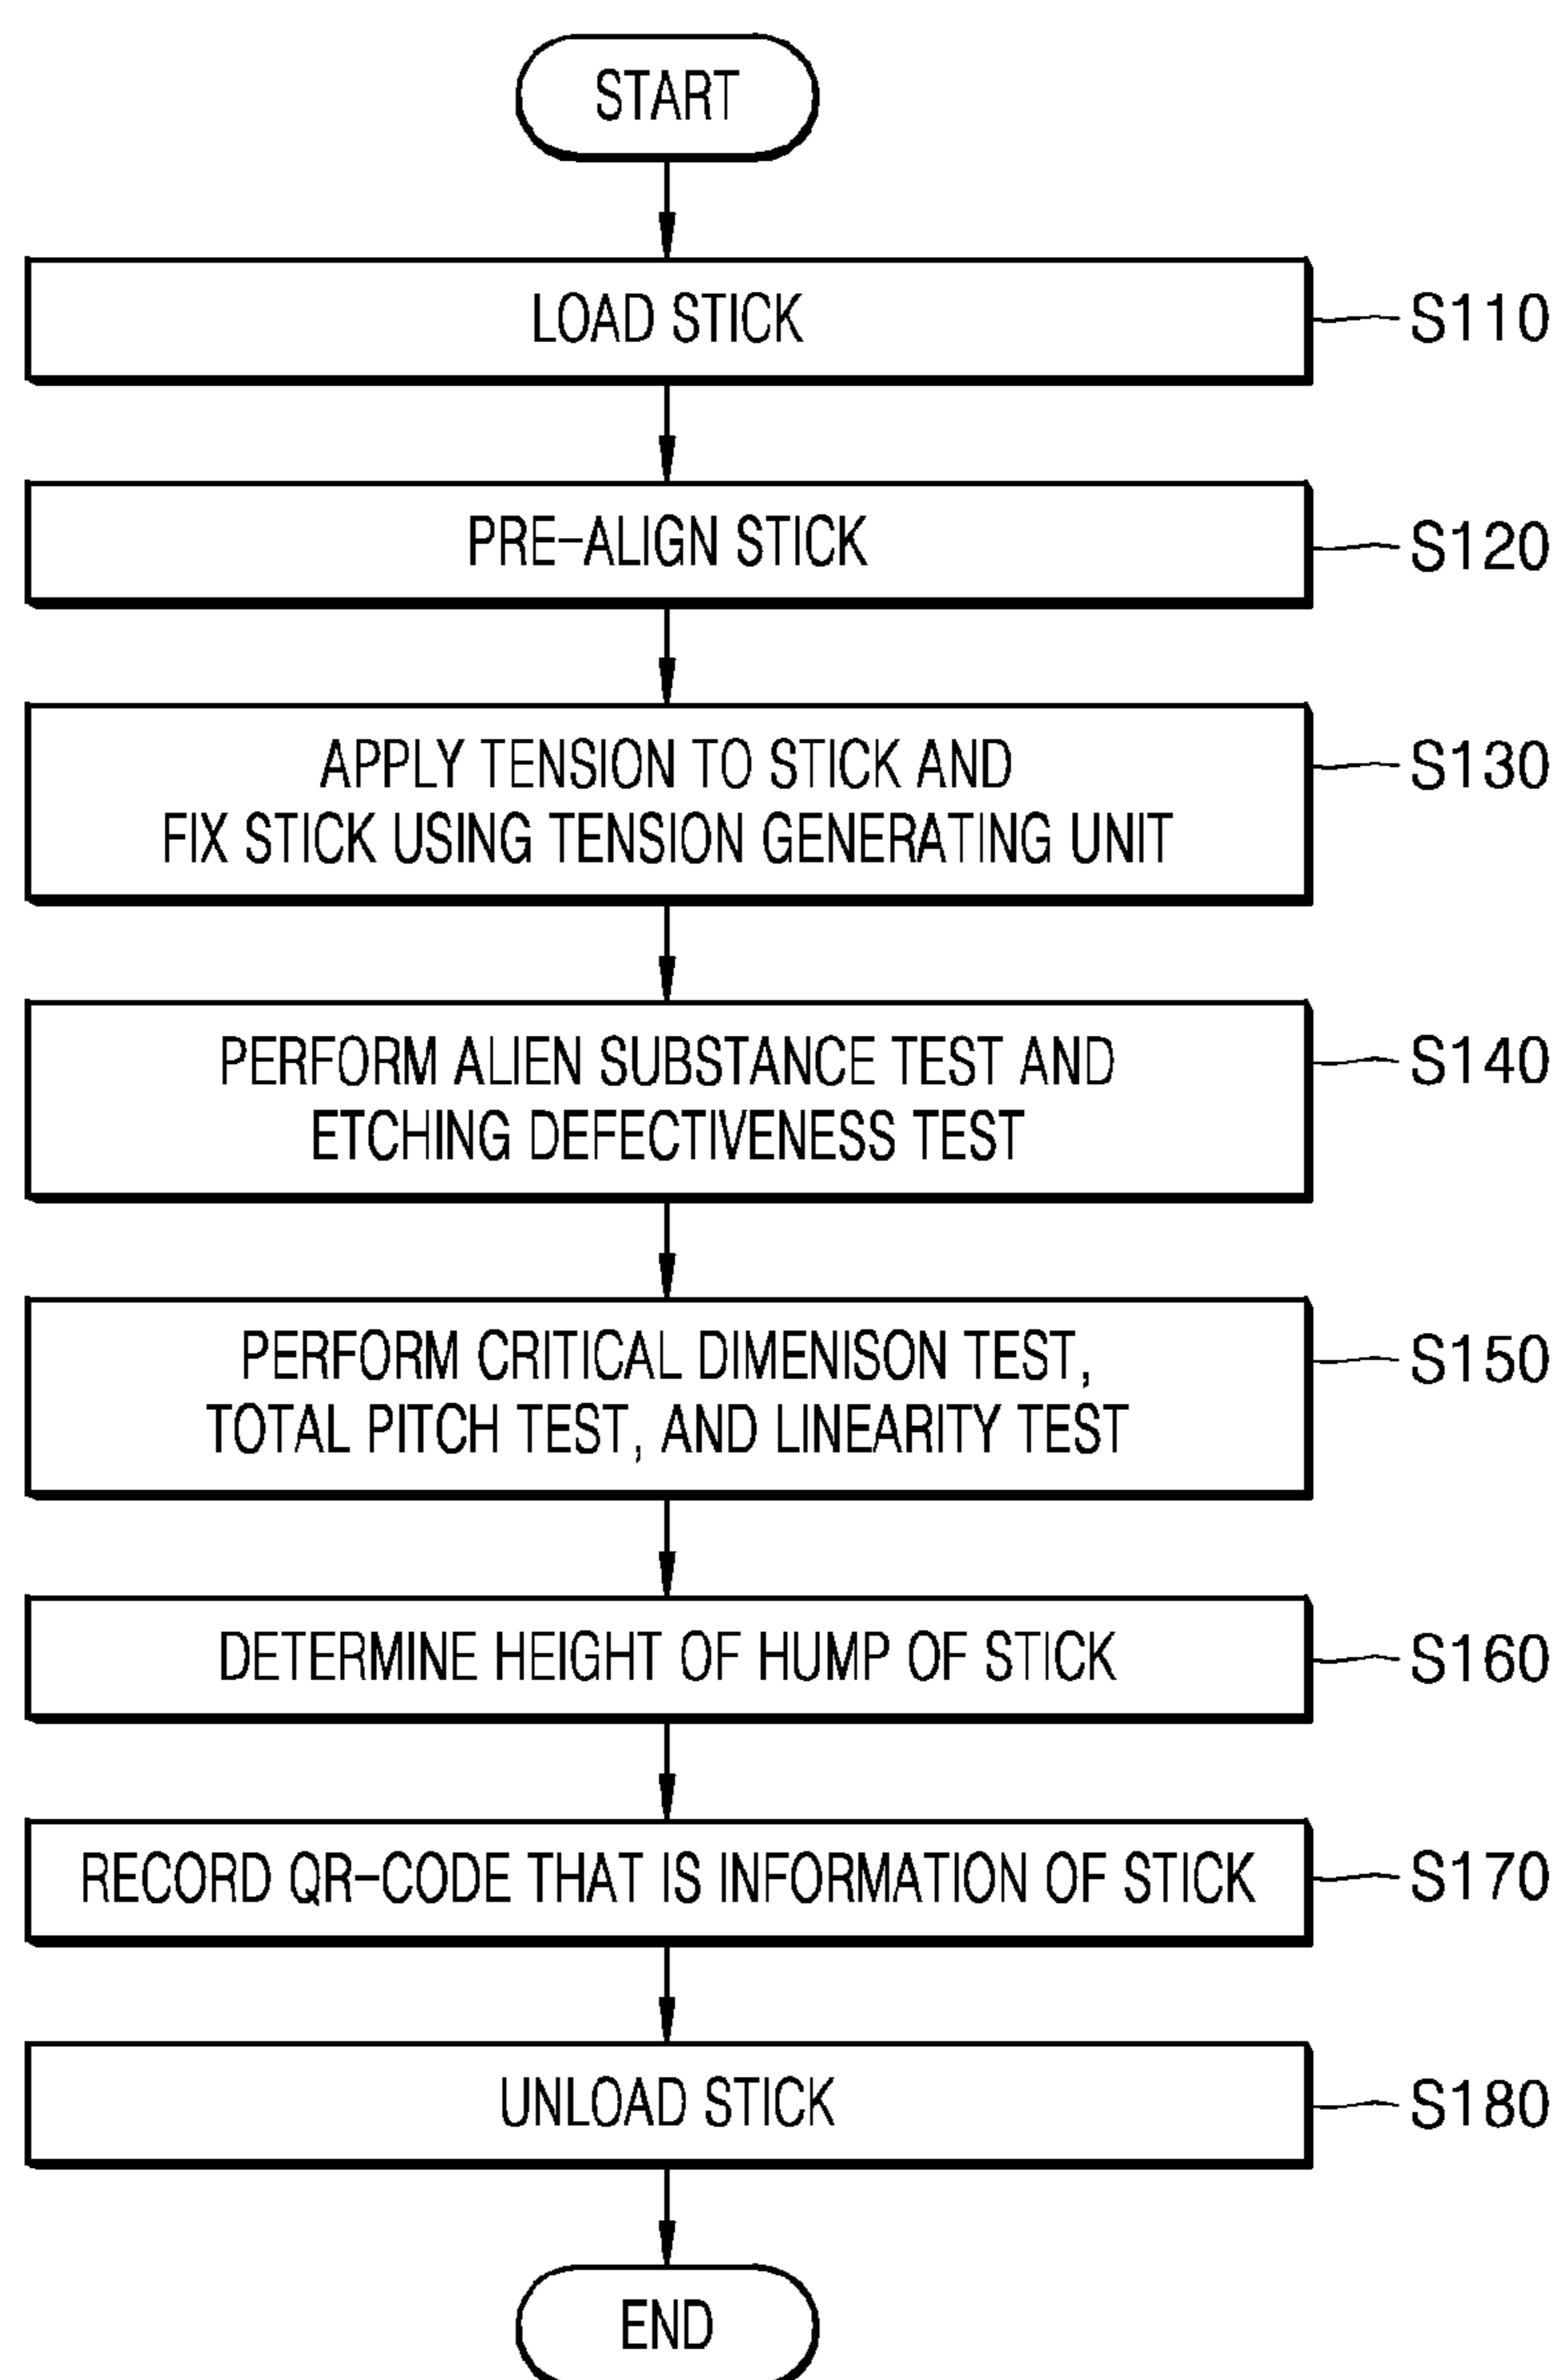 START
LOAD STICK
S110
PRE-ALIGN STICK
S120
APPLY TENSION TO STICK AND
FIX STICK USING TENSION GENERATING UNIT
S130
PERFORM ALIEN SUBSTANCE TEST AND
ETCHING DEFECTIVENESS TEST
S140
PERFORM CRITICAL DIMENISON TEST,
TOTAL PITCH TEST, AND LINEARITY TEST
S150
DETERMINE HEIGHT OF HUMP OF STICK
S160
RECORD QR-CODE THAT IS INFORMATION OF STICK
S170
UNLOAD STICK
S180
END